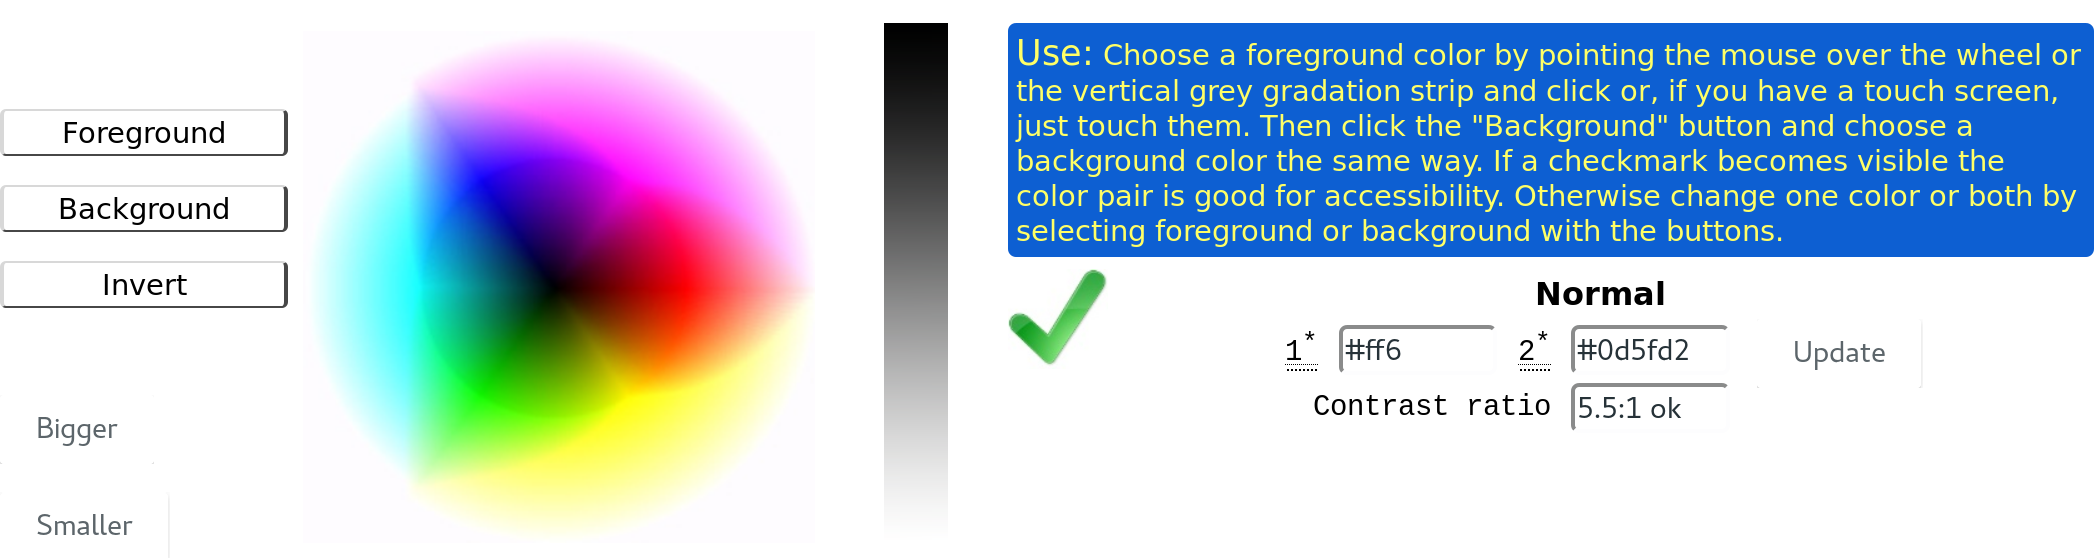 Foreground
Background
Invert
Bigger
Smaller
Use: Choose a foreground color by pointing the mouse over the wheel or
the vertical grey gradation strip and click or, if you have a touch screen,
just touch them. Then click the "Background" button and choose a
background color the same way. If a checkmark becomes visible the
color pair is good for accessibility. Otherwise change one color or both by
selecting foreground or background with the buttons.
Normal
1* #ff6 2* #0d5fd2 Update
Contrast ratio 5.5:1 ok